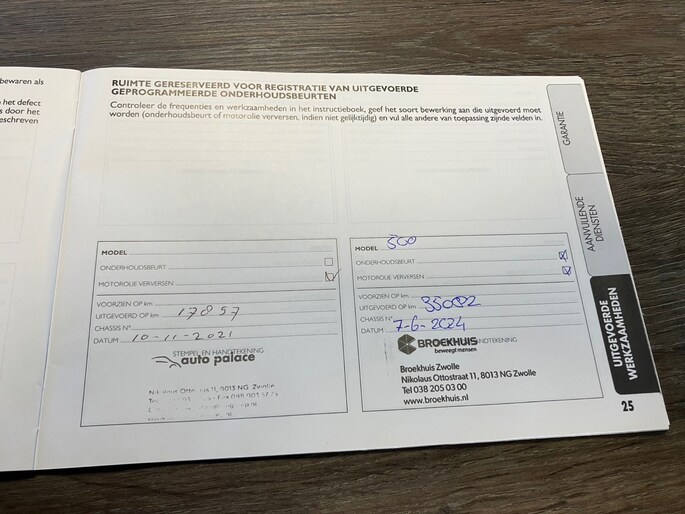 bewaren als
het defect
s door het
eschreven
RUIMTE GERESERVEERD VOOR REGISTRATIE VAN UITGEVOERDE
GEPROGRAMMEERDE ONDERHOUDSBEURTEN
Controleer de frequenties en werkzaamheden in het instructieboek, geef het soort bewerking aan die uitgevoerd moet
worden (onderhoudsbeurt of motorolie verversen, indien niet gelijktijdig) en vul alle andere van toepassing zijnde velden in.
MODEL
ONDERHOUDSBEURT
MOTOROLIE VERVERSEN
VOORZIEN OP km
UITGEVOERD OP km 17857
CHASSIS N°
DATUM 10-11-2021
STEMPEL EN HANDTEKENING
auto palace
9013 NG Zwolle
MODEL 500
ONDERHOUDSBEURT
MOTOROLIE VERVERSEN
VOORZIEN OP km
UITGEVOERD OP km 35082
CHASSIS N°
DATUM 7-6-2024
BROEKHUIS
beweegt mensen
Broekhuis Zwolle
Nikolaus Ottostraat 11, 8013 NG Zwolle
Tel 038 205 03 00
www.broekhuis.nl
GARANTIE
AANVULLENDE
DIENSTEN
UITGEVOERDE
WERKZAAMHEDEN
25